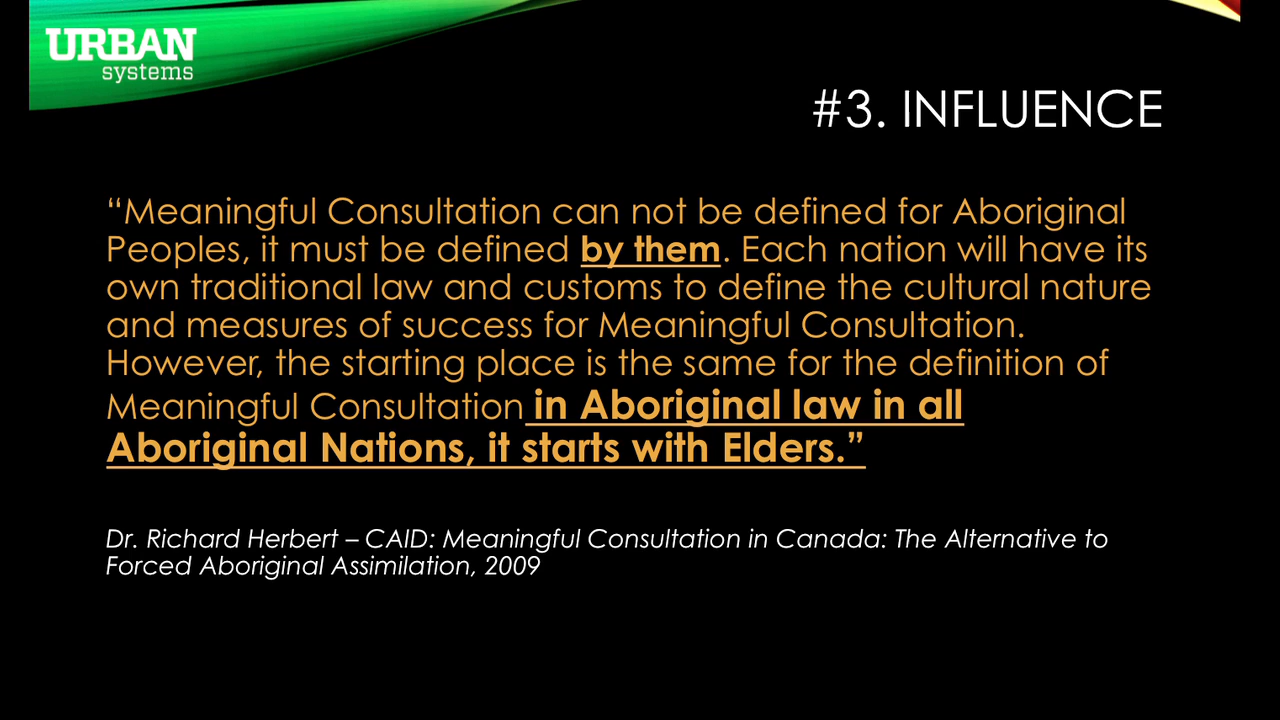 URBAN
systems
#3. INFLUENCE
“Meaningful Consultation can not be defined for Aboriginal
Peoples, it must be defined by them. Each nation will have its
own traditional law and customs to define the cultural nature
and measures of success for Meaningful Consultation.
However, the starting place is the same for the definition of
Meaningful Consultation in Aboriginal law in all
Aboriginal Nations, it starts with Elders.”
Dr. Richard Herbert – CAID: Meaningful Consultation in Canada: The Alternative to
Forced Aboriginal Assimilation, 2009